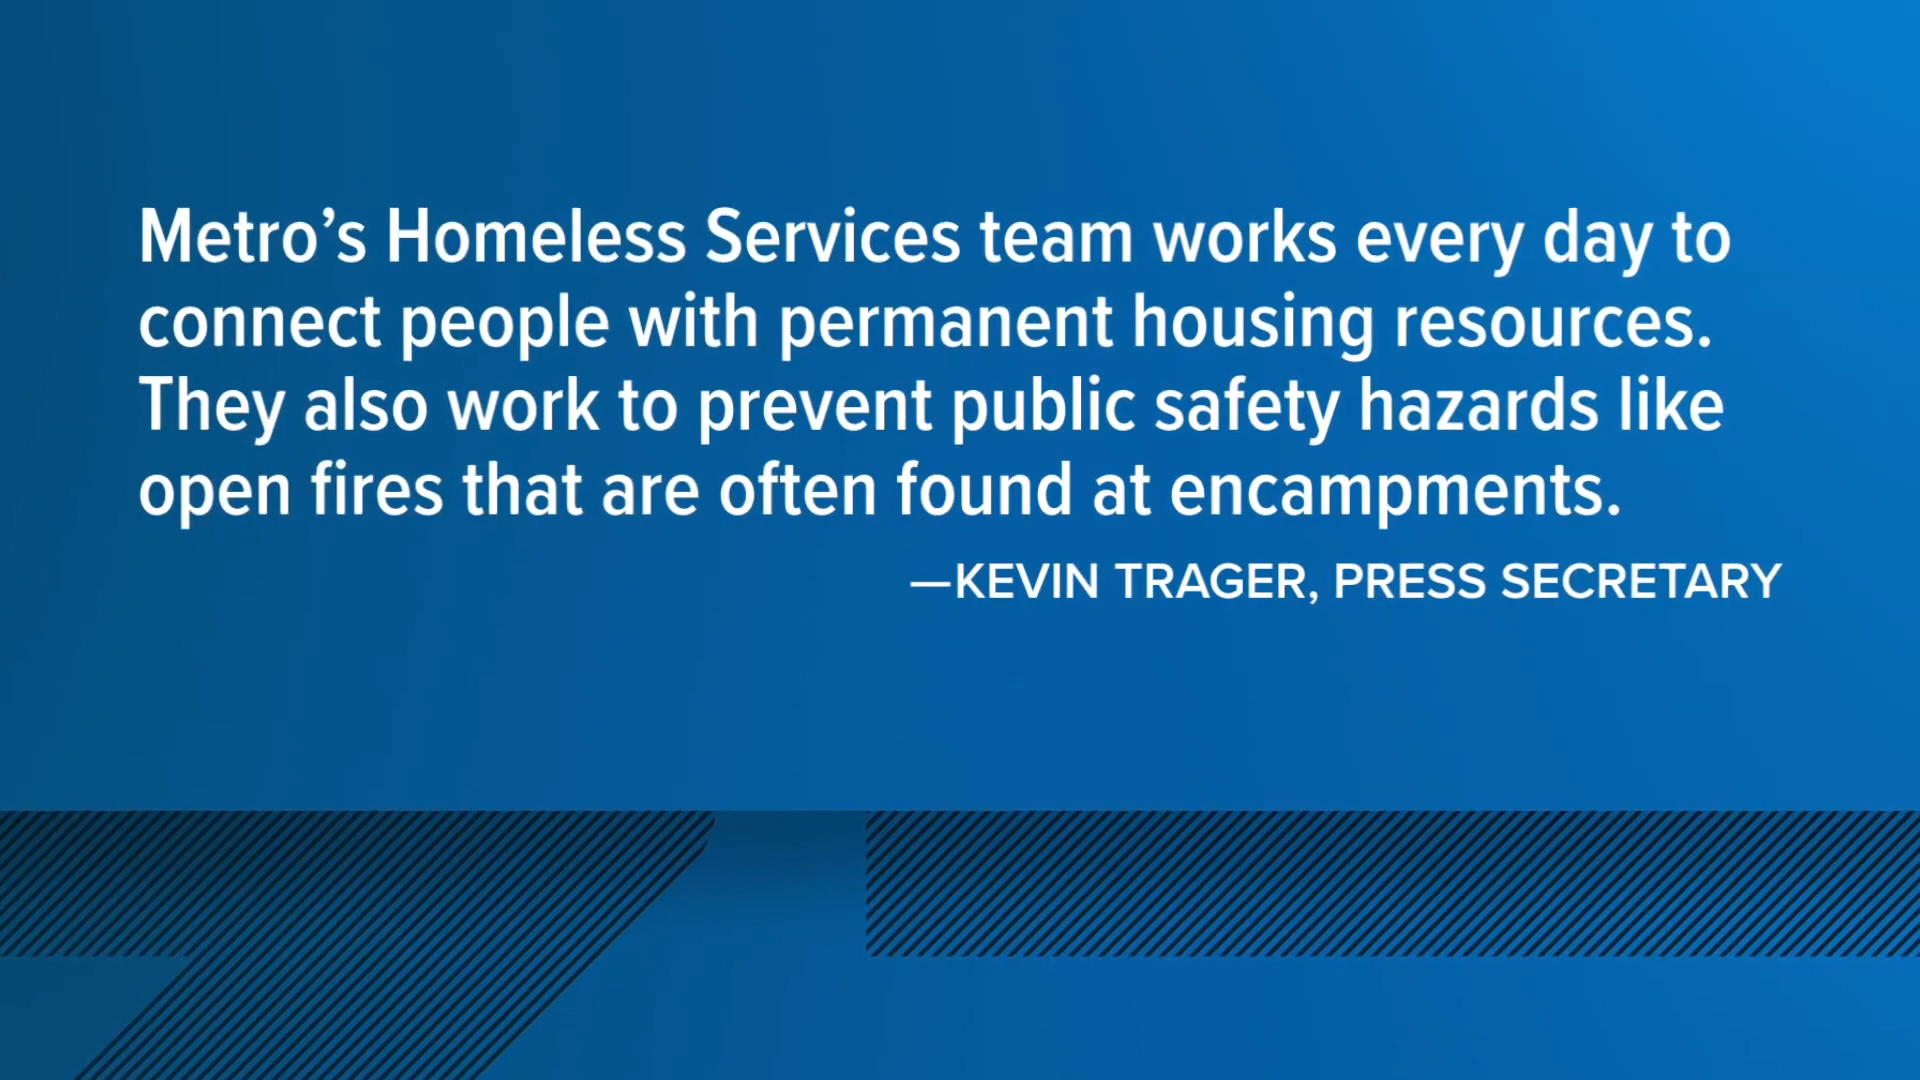 Metro’s Homeless Services team works every day to
connect people with permanent housing resources.
They also work to prevent public safety hazards like
open fires that are often found at encampments.
—KEVIN TRAGER, PRESS SECRETARY